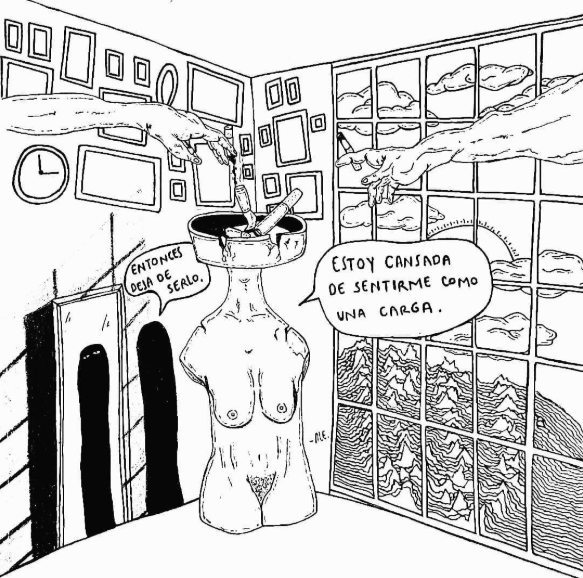 ENTONCES
DEJA DE
SERLO.
ESTOY CANSADA
DE SENTIRME COMO
UNA CARGA.